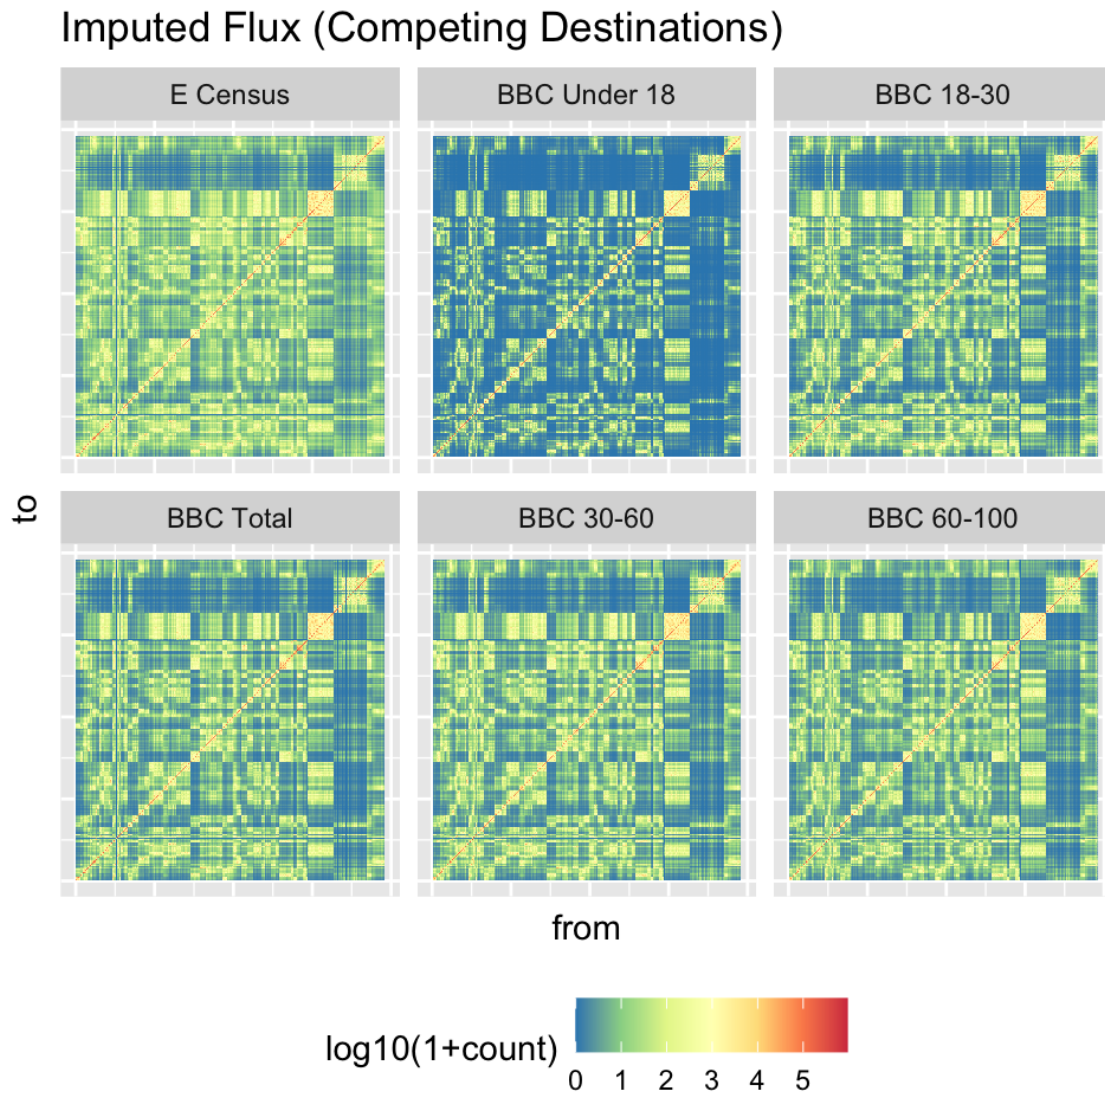 Imputed Flux (Competing Destinations)
E Census
BBC Under 18
BBC 18-30
to
BBC Total
BBC 30-60
BBC 60-100
from
log10(1+count)
0 1 2 3 4 5